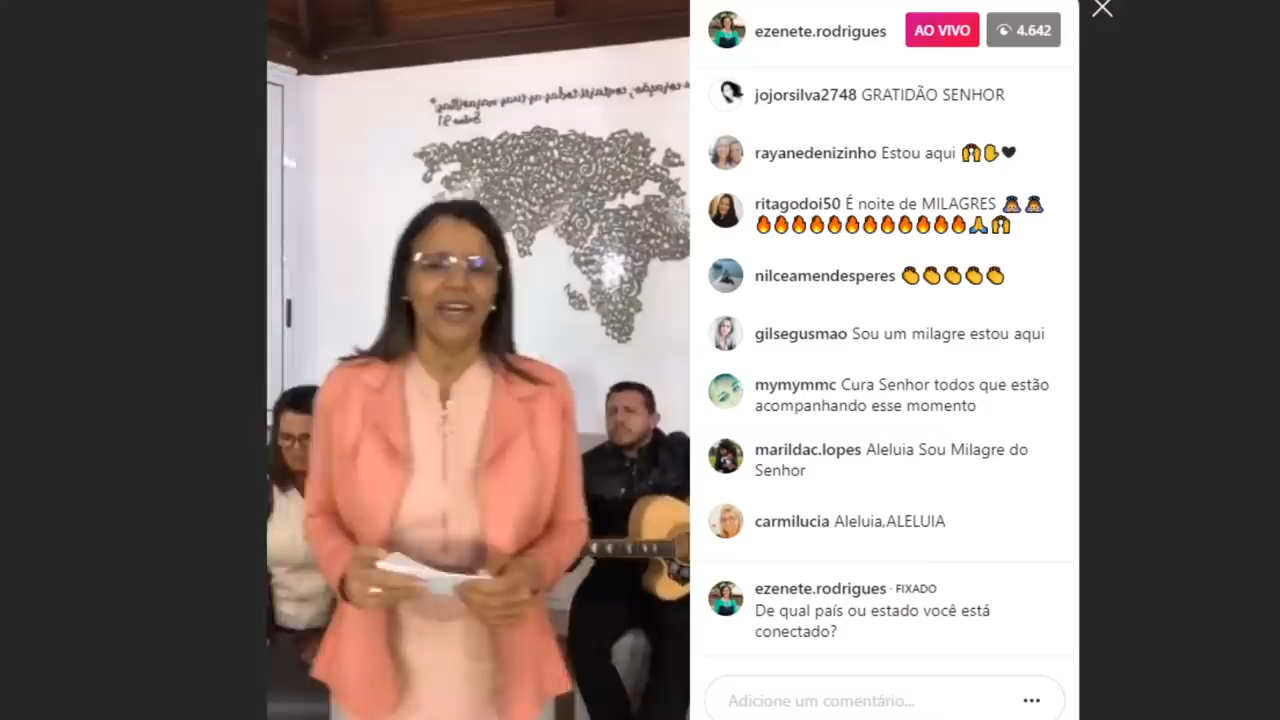 ezenete.rodrigues AO VIVO 4.642
jojorsilva2748 GRATIDÃO SENHOR
rayanedenizinho Estou aqui 🙌✋🖤
ritagodoi50 É noite de MILAGRES 🙇‍♀️🙇‍♀️
🔥🔥🔥🔥🔥🔥🔥🔥🔥🔥🔥🔥🙏🙌
nilceamendesperes 👏👏👏👏👏
gilsegusmao Sou um milagre estou aqui
mymymmc Cura Senhor todos que estão
acompanhando esse momento
marildac.lopes Aleluia Sou Milagre do
Senhor
carmilucia Aleluia,ALELUIA
ezenete.rodrigues · FIXADO
De qual país ou estado você está
conectado?
Adicione um comentário...